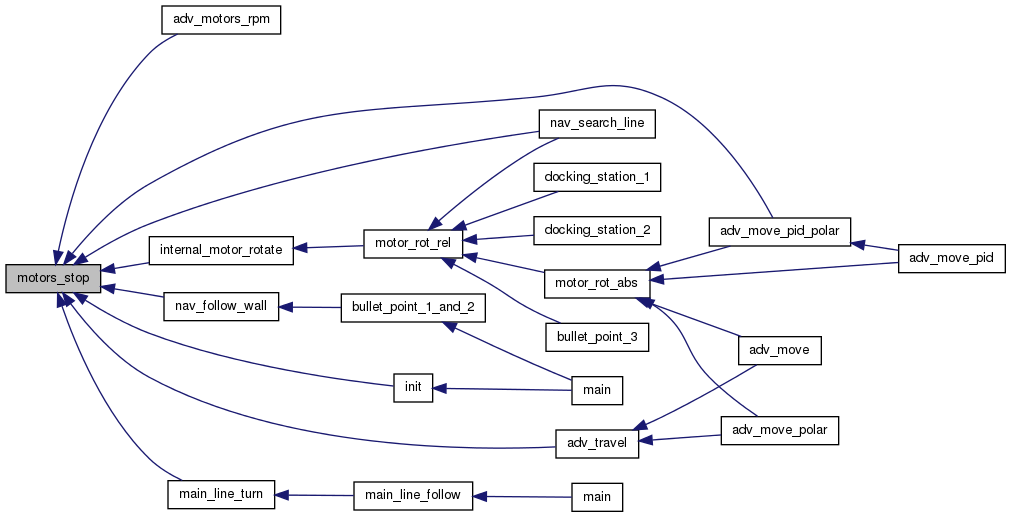 adv_motors_rpm
nav_search_line
docking_station_1
docking_station_2
adv_move_pid_polar
motor_rot_rel
internal_motor_rotate
adv_move_pid
motors_stop
motor_rot_abs
nav_follow_wall
bullet_point_1_and_2
bullet_point_3
adv_move
init
main
adv_move_polar
adv_travel
main_line_turn
main_line_follow
main